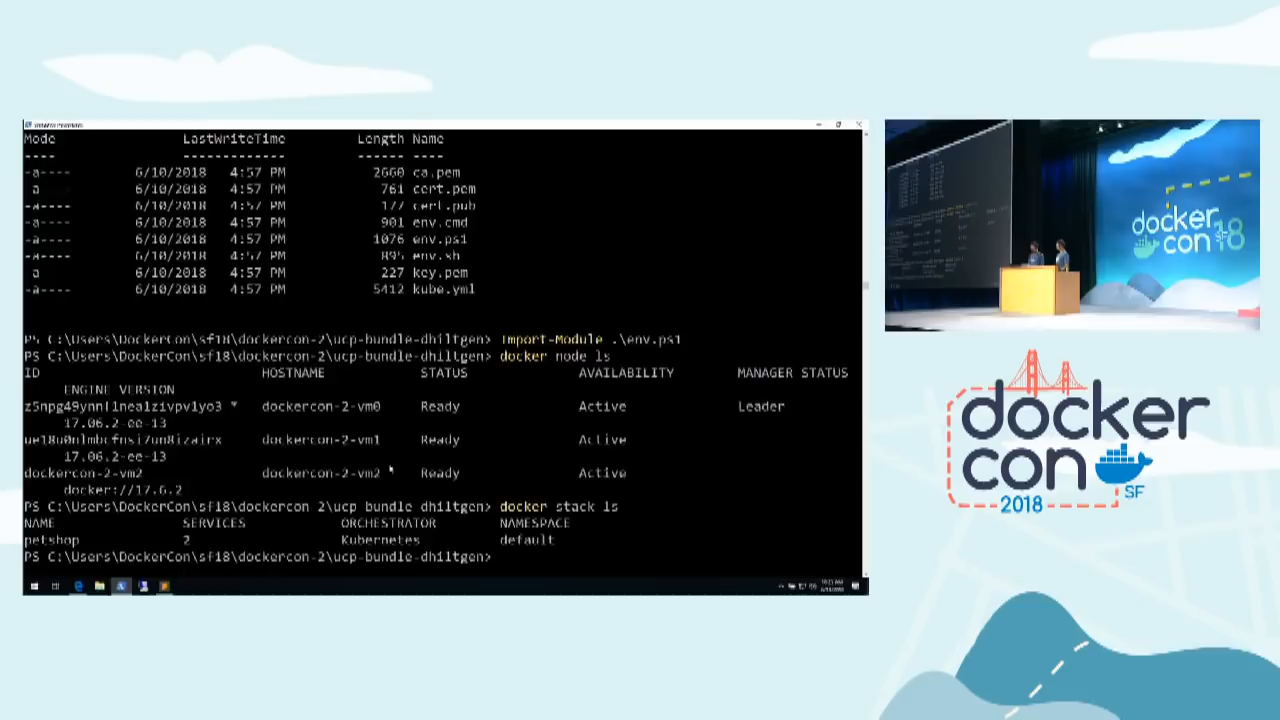 Mode LastWriteTime Length Name
---- ------------- ------ ----
-a---- 6/10/2018 4:57 PM 2660 ca.pem
-a---- 6/10/2018 4:57 PM 761 cert.pem
-a---- 6/10/2018 4:57 PM 177 cert.pub
-a---- 6/10/2018 4:57 PM 901 env.cmd
-a---- 6/10/2018 4:57 PM 1076 env.ps1
-a---- 6/10/2018 4:57 PM 895 env.sh
-a---- 6/10/2018 4:57 PM 227 key.pem
-a---- 6/10/2018 4:57 PM 5412 kube.yml
PS C:\Users\DockerCon\sf18\dockercon-2\ucp-bundle-dhiltgen> Import-Module .\env.ps1
PS C:\Users\DockerCon\sf18\dockercon-2\ucp-bundle-dhiltgen> docker node ls
ID HOSTNAME STATUS AVAILABILITY MANAGER STATUS
ENGINE VERSION
* dockercon-2-vm0 Ready Active Leader
17.06.2-ee-13
dockercon-2-vm1 Ready Active
17.06.2-ee-13
dockercon-2-vm2 dockercon-2-vm2 Ready Active
docker://17.6.2
PS C:\Users\DockerCon\sf18\dockercon-2\ucp-bundle-dhiltgen> docker stack ls
NAME SERVICES ORCHESTRATOR NAMESPACE
petshop 2 Kubernetes default
PS C:\Users\DockerCon\sf18\dockercon-2\ucp-bundle-dhiltgen>
docker
con 18
docker
con
SF
2018